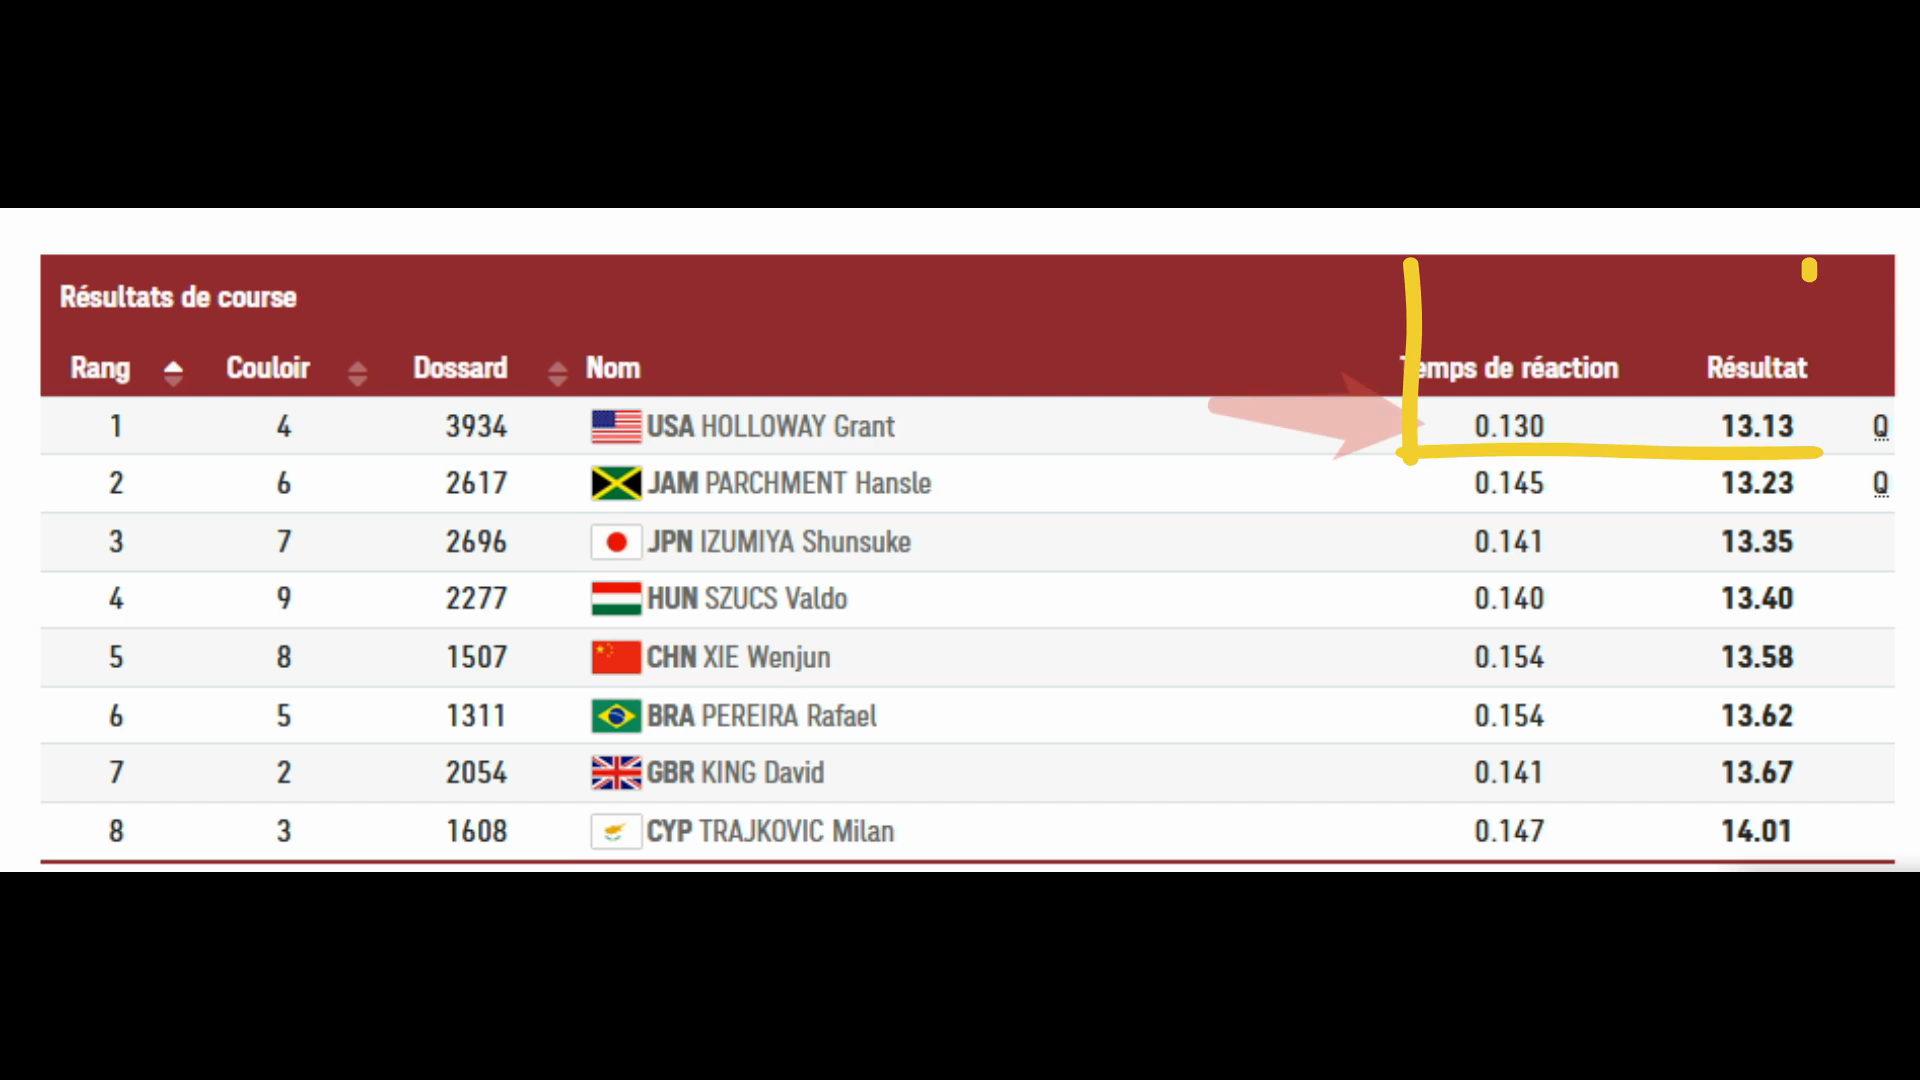 Résultats de course
Rang Couloir Dossard Nom Temps de réaction Résultat
1 4 3934 USA HOLLOWAY Grant 0.130 13.13 Q
2 6 2617 JAM PARCHMENT Hansle 0.145 13.23 Q
3 7 2696 JPN IZUMIYA Shunsuke 0.141 13.35
4 9 2277 HUN SZUCS Valdo 0.140 13.40
5 8 1507 CHN XIE Wenjun 0.154 13.58
6 5 1311 BRA PEREIRA Rafael 0.154 13.62
7 2 2054 GBR KING David 0.141 13.67
8 3 1608 CYP TRAJKOVIC Milan 0.147 14.01